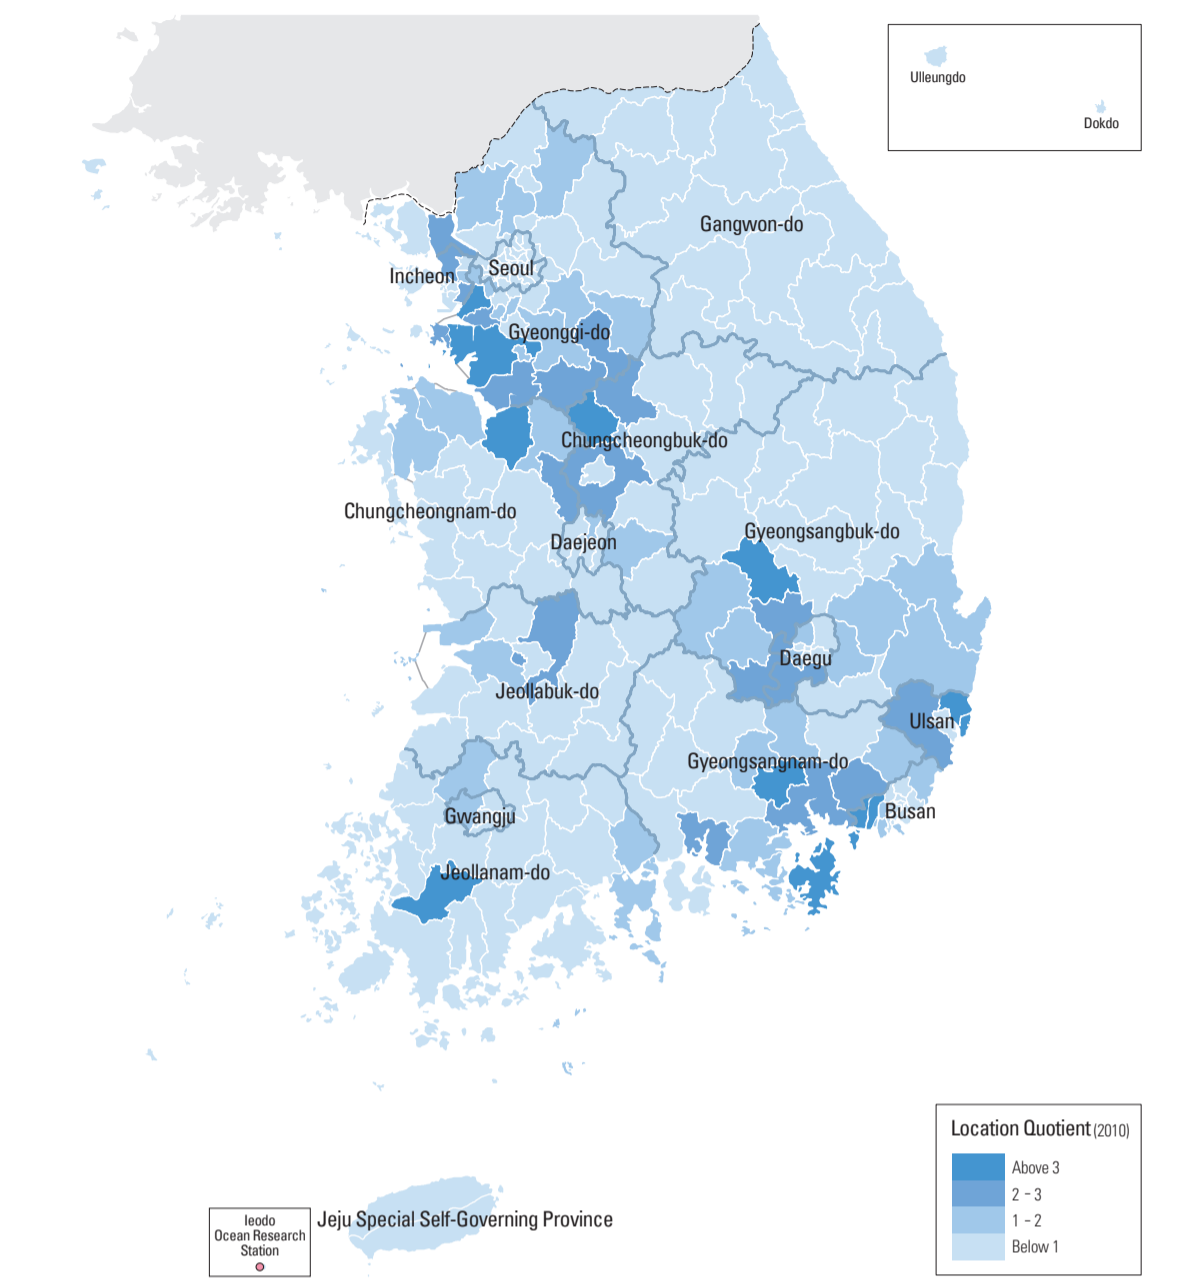 Ulleungdo
Dokdo
Gangwon-do
Seoul
Incheon
Gyeonggi-do
Chungcheongbuk-do
Chungcheongnam-do
Gyeongsangbuk-do
Daejeon
Daegu
Jeollabuk-do
Ulsan
Gyeongsangnam-do
Busan
Gwangju
Jeollanam-do
Location Quotient (2010)
Above 3
2 - 3
1 - 2
Below 1
Ieodo
Ocean Research
Station
Jeju Special Self-Governing Province